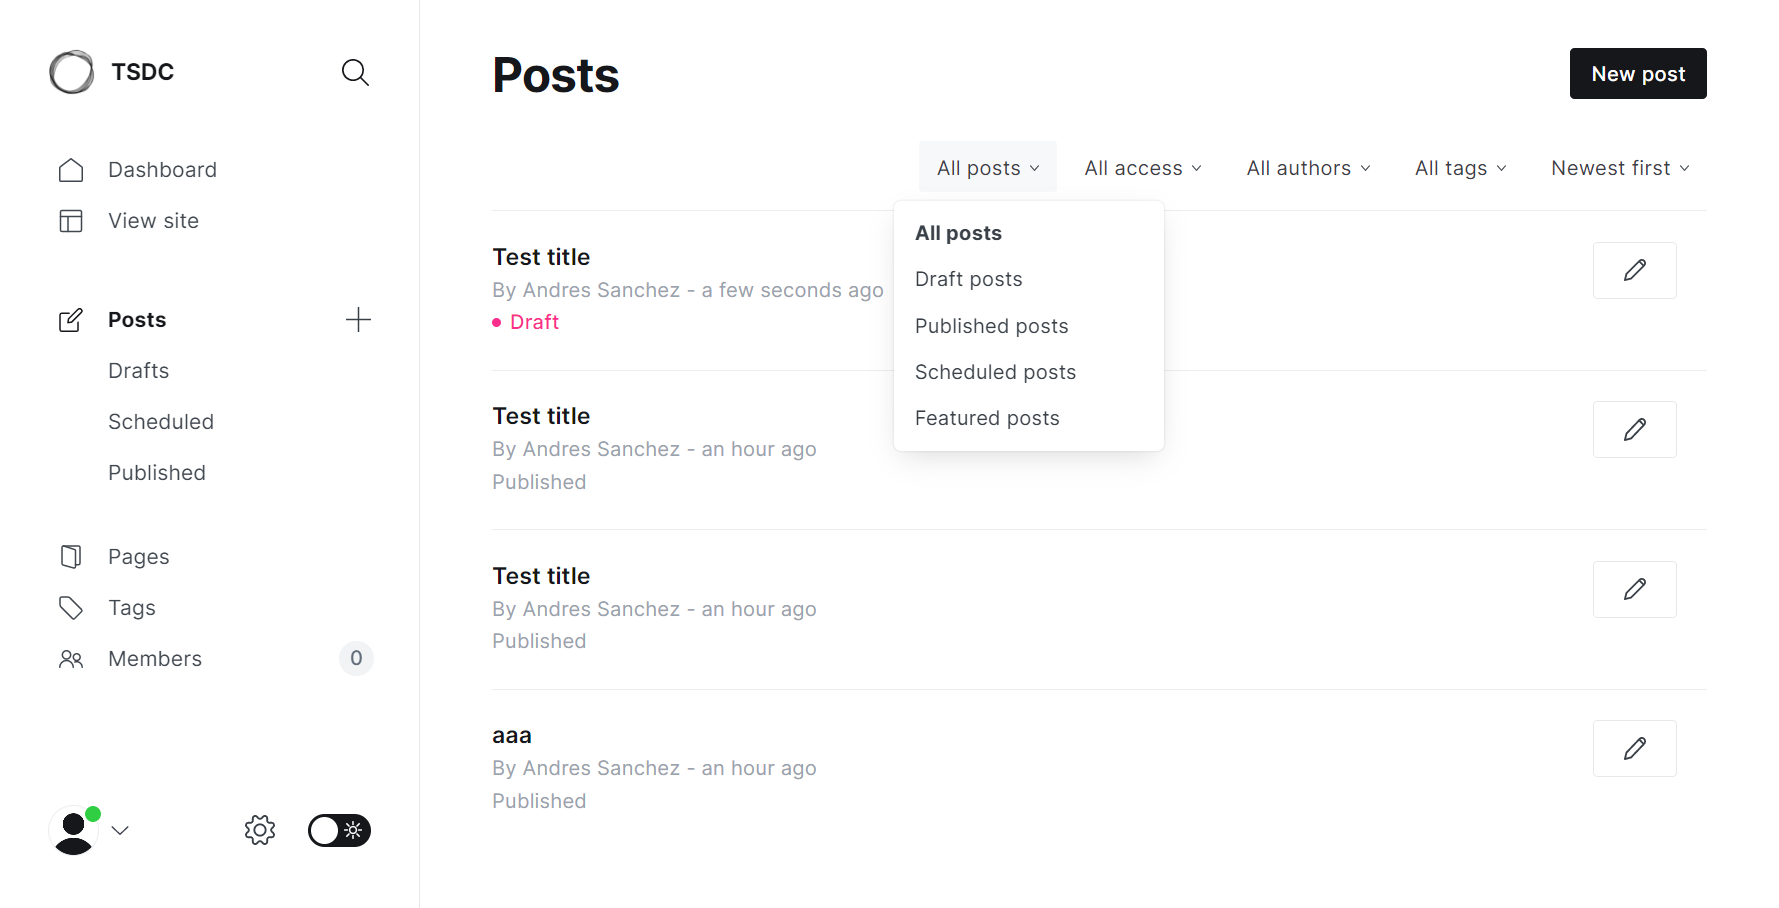 TSDC
Dashboard
View site
Posts
Drafts
Scheduled
Published
Pages
Tags
Members
0
Posts
New post
All posts
All access
All authors
All tags
Newest first
All posts
Draft posts
Published posts
Scheduled posts
Featured posts
Test title
By Andres Sanchez - a few seconds ago
Draft
Test title
By Andres Sanchez - an hour ago
Published
Test title
By Andres Sanchez - an hour ago
Published
aaa
By Andres Sanchez - an hour ago
Published